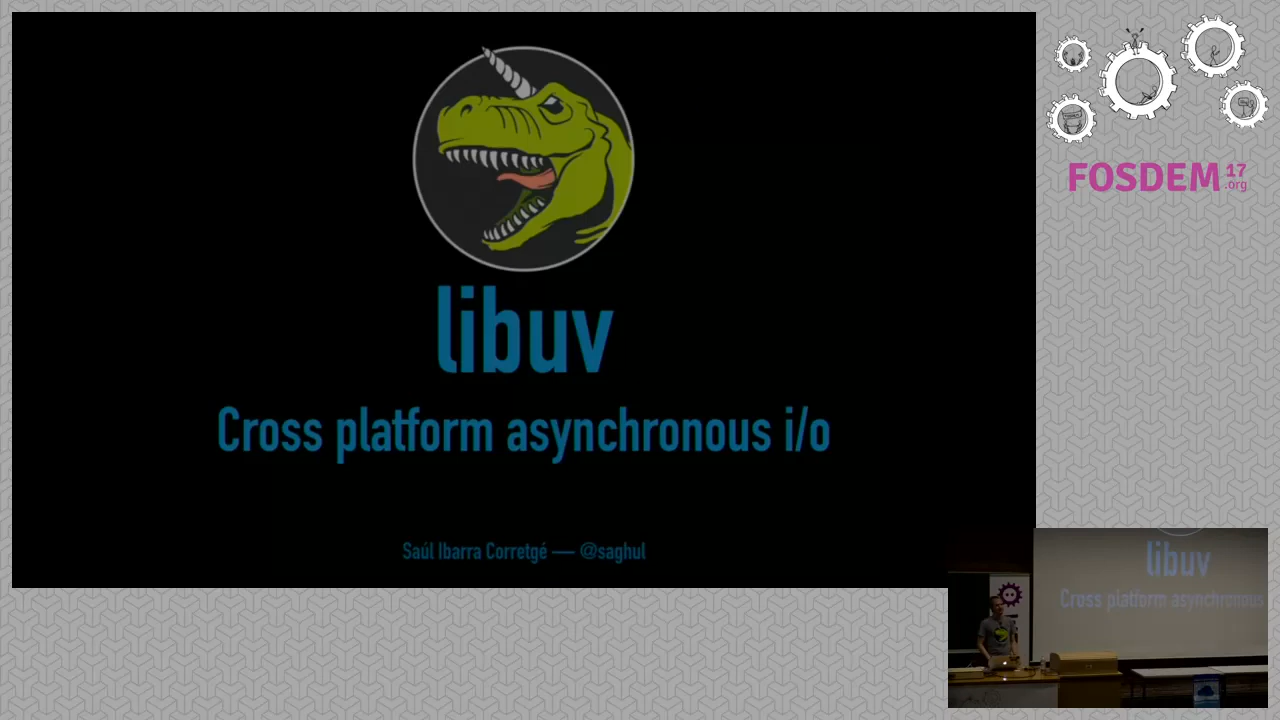 libuv
Cross platform asynchronous i/o
Saúl Ibarra Corretgé — @saghul
FOSDEM 17
.org
libuv
Cross platform asynchronous